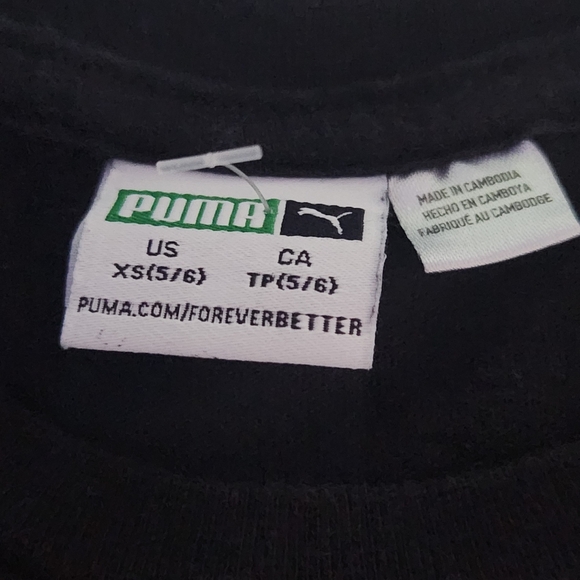 PUMA
US CA
XS(5/6) TP(5/6)
PUMA.COM/FOREVERBETTER
MADE IN CAMBODIA
HECHO EN CAMBOYA
FABRIQUÉ AU CAMBODGE